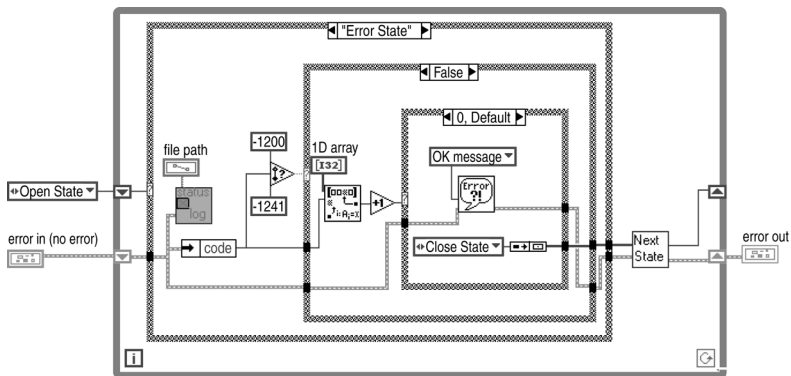 "Error State"
False
0, Default
file path
-1200
1D array
[I32]
OK message
status
log
Error
?!
?
+1
i:A
Open State
-1241
error in (no error)
code
Close State
Next
State
error out
i